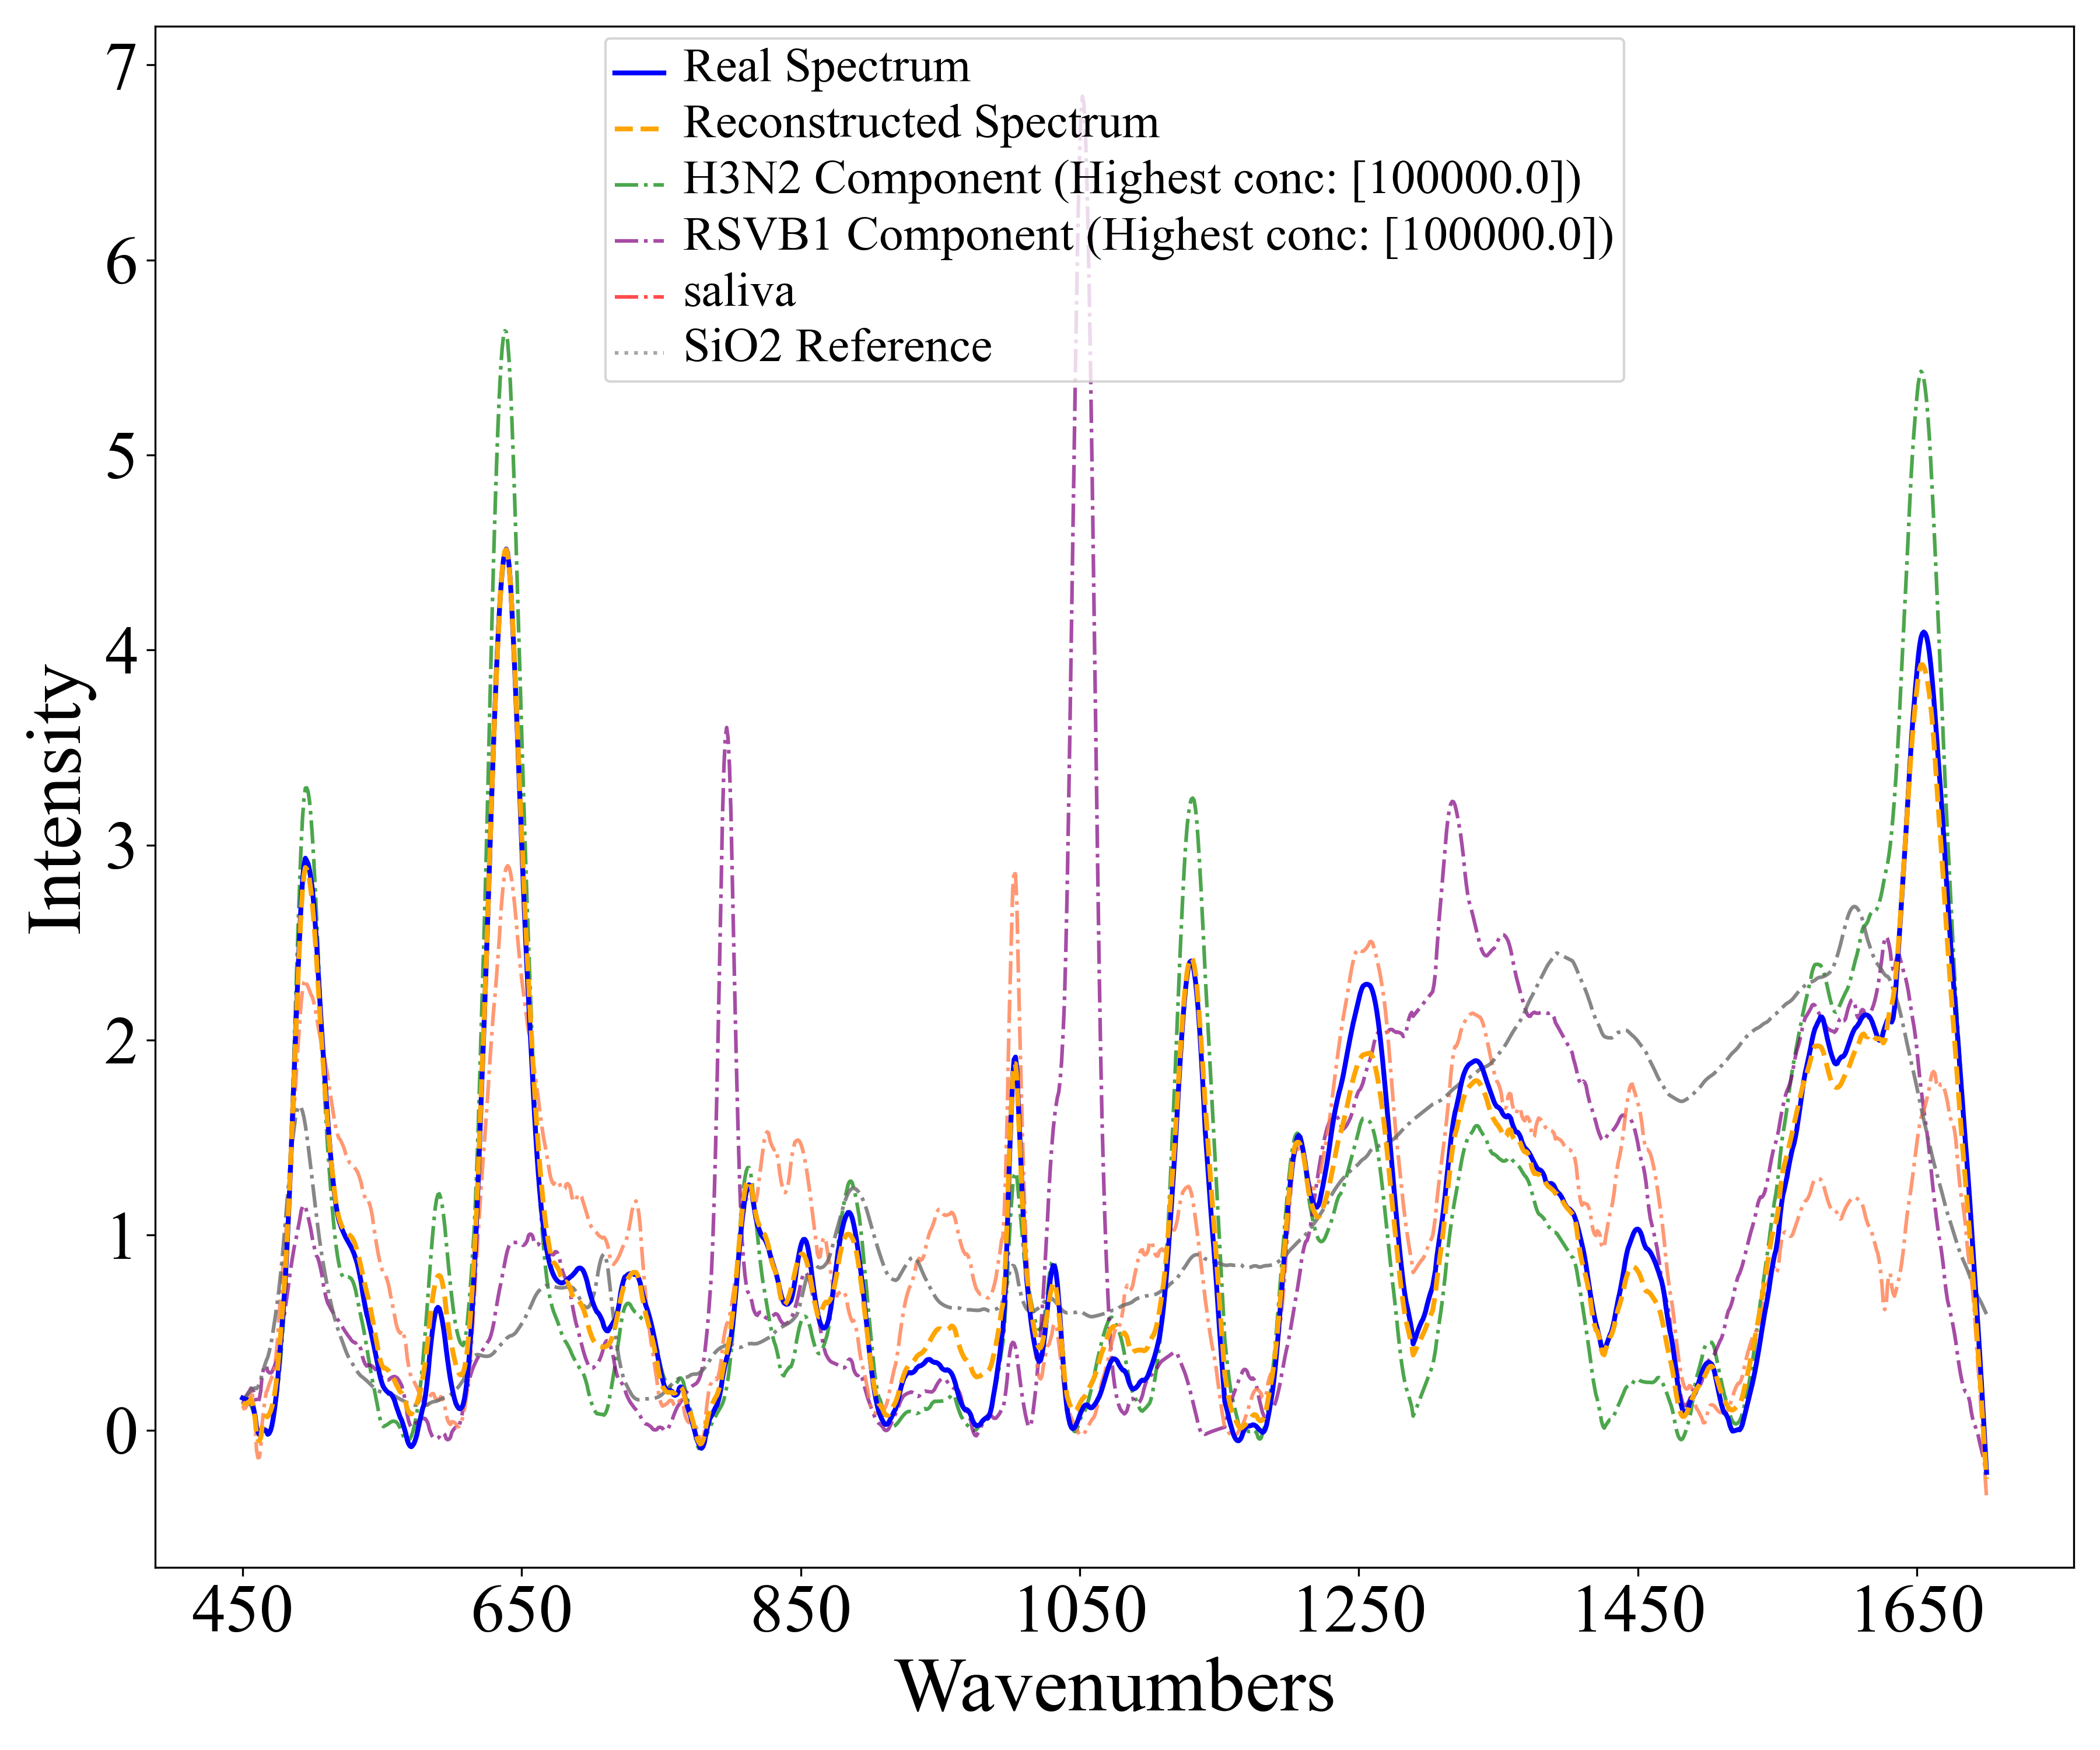 7
6
5
4
3
2
1
0
Intensity
Real Spectrum
Reconstructed Spectrum
H3N2 Component (Highest conc: [100000.0])
RSVB1 Component (Highest conc: [100000.0])
saliva
SiO2 Reference
450 650 850 1050 1250 1450 1650
Wavenumbers